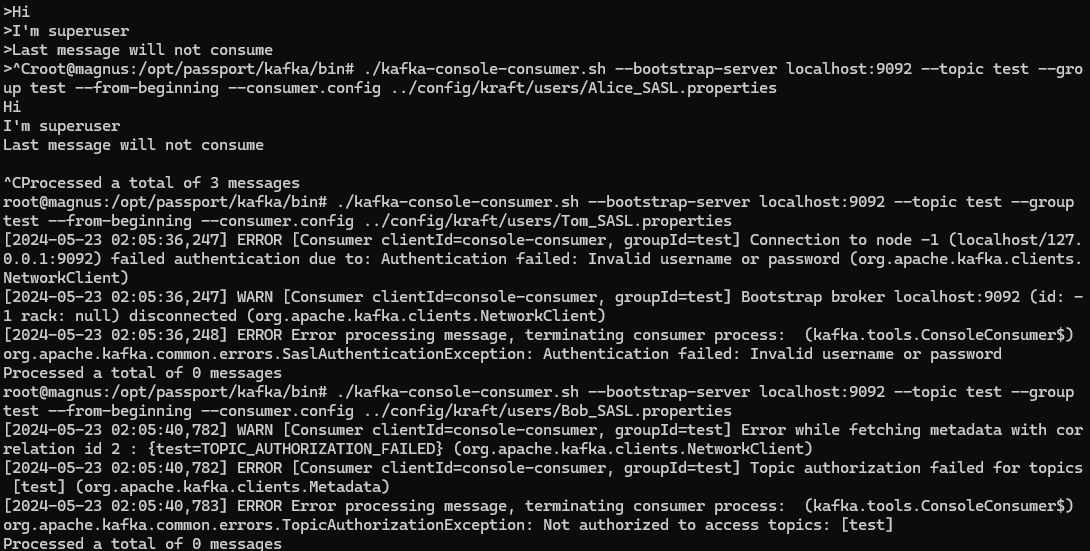 >Hi
>I'm superuser
>Last message will not consume
>^Croot@magnus:/opt/passport/kafka/bin# ./kafka-console-consumer.sh --bootstrap-server localhost:9092 --topic test --gro
up test --from-beginning --consumer.config ../config/kraft/users/Alice_SASL.properties
Hi
I'm superuser
Last message will not consume

^CProcessed a total of 3 messages
root@magnus:/opt/passport/kafka/bin# ./kafka-console-consumer.sh --bootstrap-server localhost:9092 --topic test --group
test --from-beginning --consumer.config ../config/kraft/users/Tom_SASL.properties
[2024-05-23 02:05:36,247] ERROR [Consumer clientId=console-consumer, groupId=test] Connection to node -1 (localhost/127.
0.0.1:9092) failed authentication due to: Authentication failed: Invalid username or password (org.apache.kafka.clients.
NetworkClient)
[2024-05-23 02:05:36,247] WARN [Consumer clientId=console-consumer, groupId=test] Bootstrap broker localhost:9092 (id: -
1 rack: null) disconnected (org.apache.kafka.clients.NetworkClient)
[2024-05-23 02:05:36,248] ERROR Error processing message, terminating consumer process:  (kafka.tools.ConsoleConsumer$)
org.apache.kafka.common.errors.SaslAuthenticationException: Authentication failed: Invalid username or password
Processed a total of 0 messages
root@magnus:/opt/passport/kafka/bin# ./kafka-console-consumer.sh --bootstrap-server localhost:9092 --topic test --group
test --from-beginning --consumer.config ../config/kraft/users/Bob_SASL.properties
[2024-05-23 02:05:40,782] WARN [Consumer clientId=console-consumer, groupId=test] Error while fetching metadata with cor
relation id 2 : {test=TOPIC_AUTHORIZATION_FAILED} (org.apache.kafka.clients.NetworkClient)
[2024-05-23 02:05:40,782] ERROR [Consumer clientId=console-consumer, groupId=test] Topic authorization failed for topics
 [test] (org.apache.kafka.clients.Metadata)
[2024-05-23 02:05:40,783] ERROR Error processing message, terminating consumer process:  (kafka.tools.ConsoleConsumer$)
org.apache.kafka.common.errors.TopicAuthorizationException: Not authorized to access topics: [test]
Processed a total of 0 messages